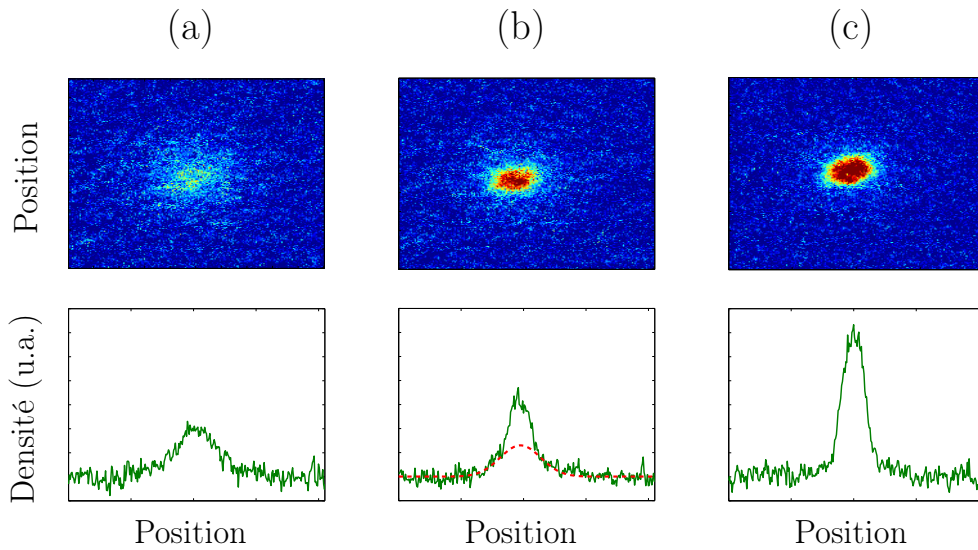 (a)
(b)
(c)
Position
Densité (u.a.)
Position
Position
Position